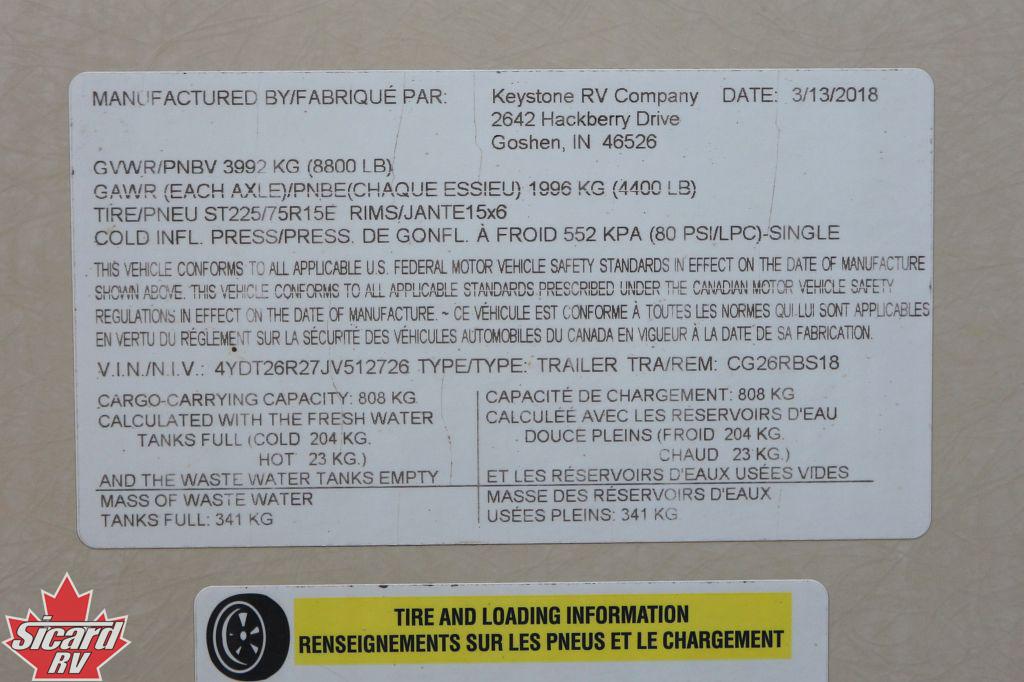 MANUFACTURED BY/FABRIQUÉ PAR: Keystone RV Company DATE: 3/13/2018
2642 Hackberry Drive
Goshen, IN 46526
GVWR/PNBV 3992 KG (8800 LB)
GAWR (EACH AXLE)/PNBE(CHAQUE ESSIEU) 1996 KG (4400 LB)
TIRE/PNEU ST225/75R15E RIMS/JANTE15x6
COLD INFL. PRESS/PRESS. DE GONFL. À FROID 552 KPA (80 PSI/LPC)-SINGLE
THIS VEHICLE CONFORMS TO ALL APPLICABLE U.S. FEDERAL MOTOR VEHICLE SAFETY STANDARDS IN EFFECT ON THE DATE OF MANUFACTURE
SHOWN ABOVE. THIS VEHICLE CONFORMS TO ALL APPLICABLE STANDARDS PRESCRIBED UNDER THE CANADIAN MOTOR VEHICLE SAFETY
REGULATIONS IN EFFECT ON THE DATE OF MANUFACTURE. ~ CE VÉHICULE EST CONFORME À TOUTES LES NORMES QUI LUI SONT APPLICABLES
EN VERTU DU RÉGLEMENT SUR LA SÉCURITÉ DES VÉHICULES AUTOMOBILES DU CANADA EN VIGUEUR À LA DATE DE SA FABRICATION.
V.I.N./N.I.V.: 4YDT26R27JV512726 TYPE/TYPE: TRAILER TRA/REM: CG26RBS18
CARGO-CARRYING CAPACITY: 808 KG
CALCULATED WITH THE FRESH WATER
TANKS FULL (COLD 204 KG.
HOT 23 KG.)
AND THE WASTE WATER TANKS EMPTY
MASS OF WASTE WATER
TANKS FULL: 341 KG
CAPACITÉ DE CHARGEMENT: 808 KG
CALCULÉE AVEC LES RÉSERVOIRS D'EAU
DOUCE PLEINS (FROID 204 KG.
CHAUD 23 KG.)
ET LES RÉSERVOIRS D'EAUX USÉES VIDES
MASSE DES RÉSERVOIRS D'EAUX
USÉES PLEINS: 341 KG
TIRE AND LOADING INFORMATION
RENSEIGNEMENTS SUR LES PNEUS ET LE CHARGEMENT
Sicard
RV